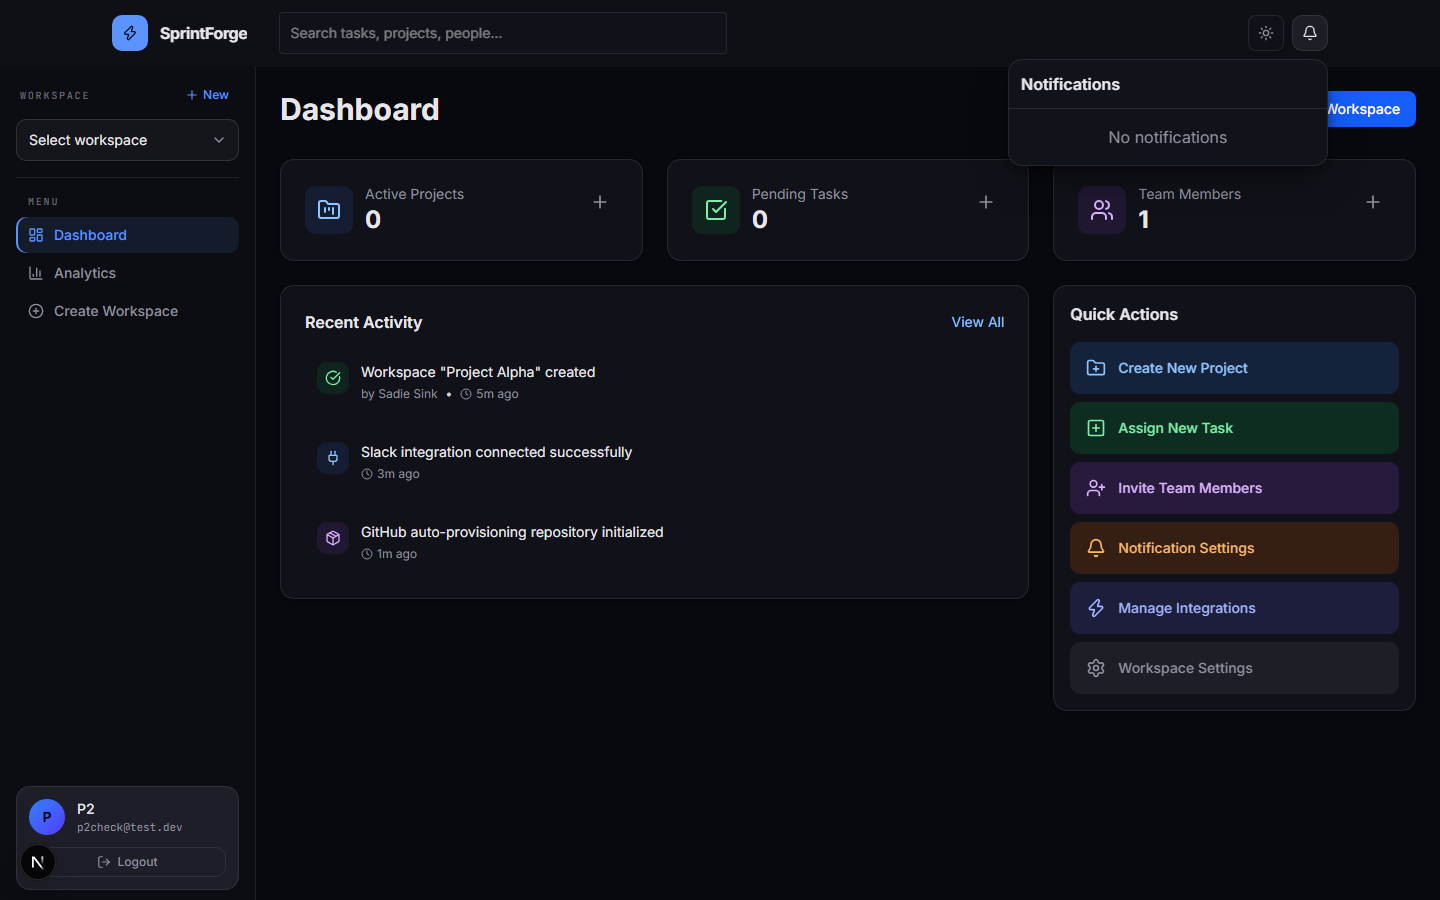 SprintForge
Search tasks, projects, people...
WORKSPACE
New
Select workspace
MENU
Dashboard
Analytics
Create Workspace
P
P2
p2check@test.dev
N
Logout
Dashboard
Notifications
No notifications
Workspace
Active Projects
0
Pending Tasks
0
Team Members
1
Recent Activity
View All
Workspace "Project Alpha" created
by Sadie Sink • 5m ago
Slack integration connected successfully
3m ago
GitHub auto-provisioning repository initialized
1m ago
Quick Actions
Create New Project
Assign New Task
Invite Team Members
Notification Settings
Manage Integrations
Workspace Settings